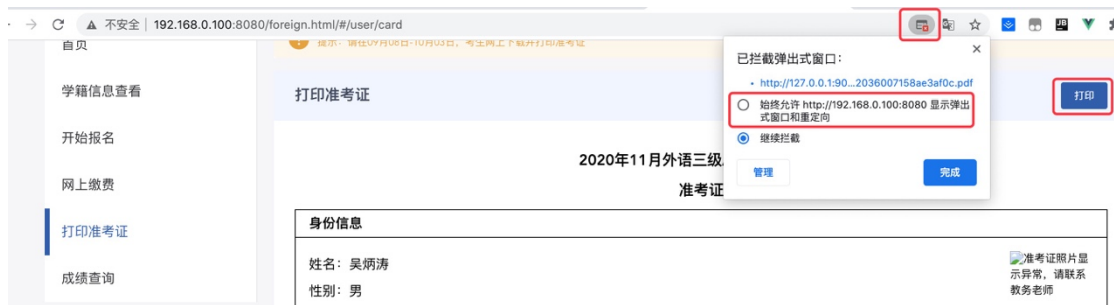 不安全 | 192.168.0.100:8080/foreign.html/#/user/card
首页
提示：请在09月08日-10月03日，考生网上下载并打印准考证
学籍信息查看
开始报名
网上缴费
打印准考证
成绩查询
打印准考证
打印
已拦截弹出式窗口：
http://127.0.0.1:90...2036007158ae3af0c.pdf
始终允许 http://192.168.0.100:8080 显示弹出
式窗口和重定向
继续拦截
管理
完成
2020年11月外语三级
准考证
身份信息
姓名：吴炳涛
性别：男
准考证照片显
示异常，请联系
教务老师
JB